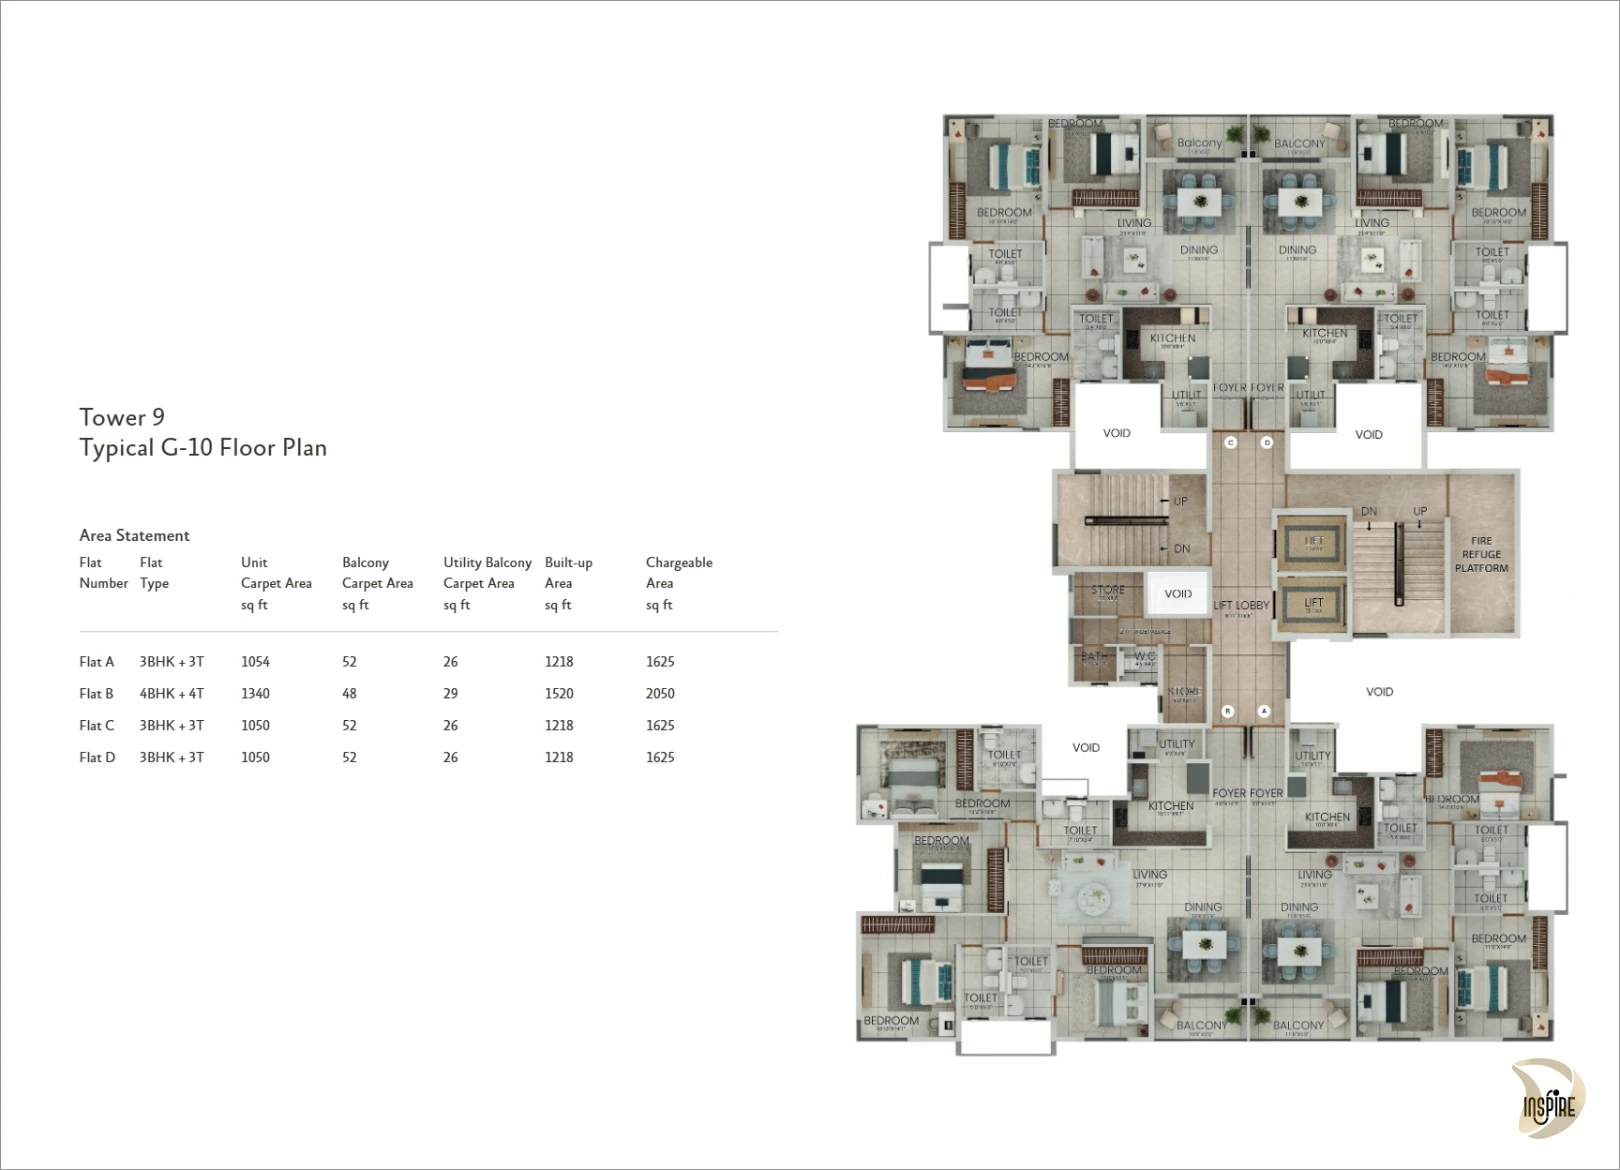 Tower 9
Typical G-10 Floor Plan
Area Statement
Flat Number Flat Type Unit Carpet Area sq ft Balcony Carpet Area sq ft Utility Balcony Carpet Area sq ft Built-up Area sq ft Chargeable Area sq ft
Flat A 3BHK + 3T 1054 52 26 1218 1625
Flat B 4BHK + 4T 1340 48 29 1520 2050
Flat C 3BHK + 3T 1050 52 26 1218 1625
Flat D 3BHK + 3T 1050 52 26 1218 1625
BEDROOM BEDROOM
Balcony BALCONY
BEDROOM BEDROOM
LIVING LIVING
DINING DINING
TOILET TOILET
TOILET TOILET TOILET TOILET
KITCHEN KITCHEN
BEDROOM BEDROOM
FOYER FOYER
UTILIT UTILIT
VOID VOID
C D
UP
DN UP
DN
LIFT
FIRE
REFUGE
PLATFORM
STORE VOID
LIFT LOBBY LIFT
BATH W.C
STORE
VOID
B A
VOID
UTILITY
TOILET UTILITY
FOYER FOYER
BEDROOM KITCHEN BEDROOM
KITCHEN
TOILET TOILET TOILET
BEDROOM
LIVING LIVING
TOILET
DINING DINING
BEDROOM
TOILET BEDROOM BEDROOM
TOILET
BEDROOM BALCONY BALCONY
INSPIRE